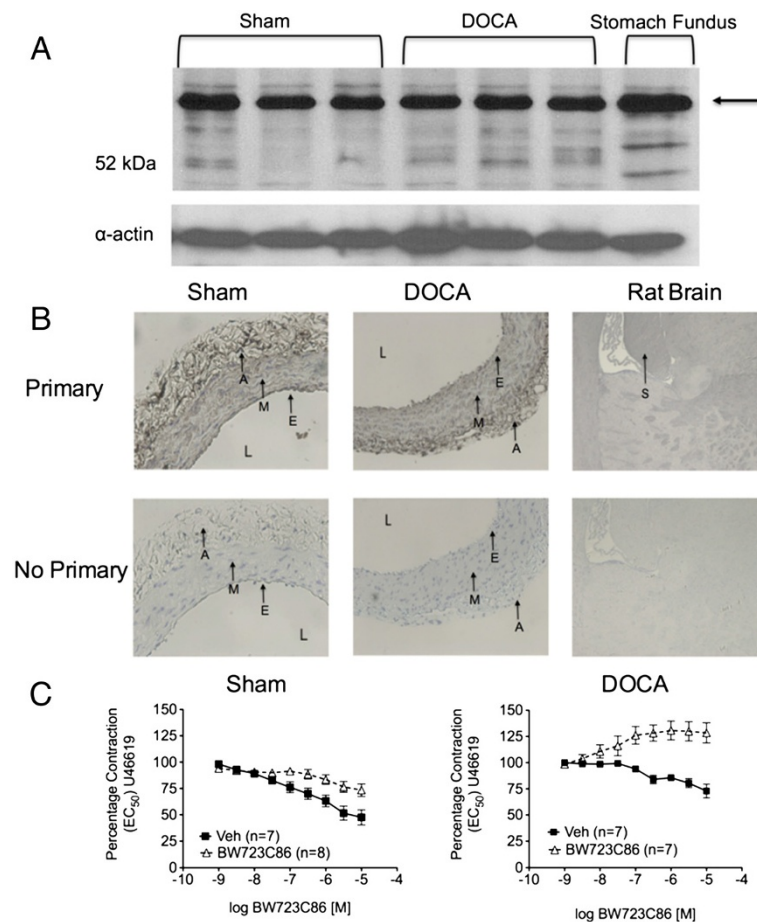 A
Sham DOCA Stomach Fundus
52 kDa
α-actin
B
Sham DOCA Rat Brain
Primary
A M E L
L E M A
S
No Primary
A M E L
L E M A
C
Sham
Percentage Contraction
(EC50) U46619
150
125
100
75
50
25
0
Veh (n=7)
BW723C86 (n=8)
-10 -9 -8 -7 -6 -5 -4
log BW723C86 [M]
DOCA
Percentage Contraction
(EC50) U46619
150
125
100
75
50
25
0
Veh (n=7)
BW723C86 (n=7)
-10 -9 -8 -7 -6 -5 -4
log BW723C86 [M]